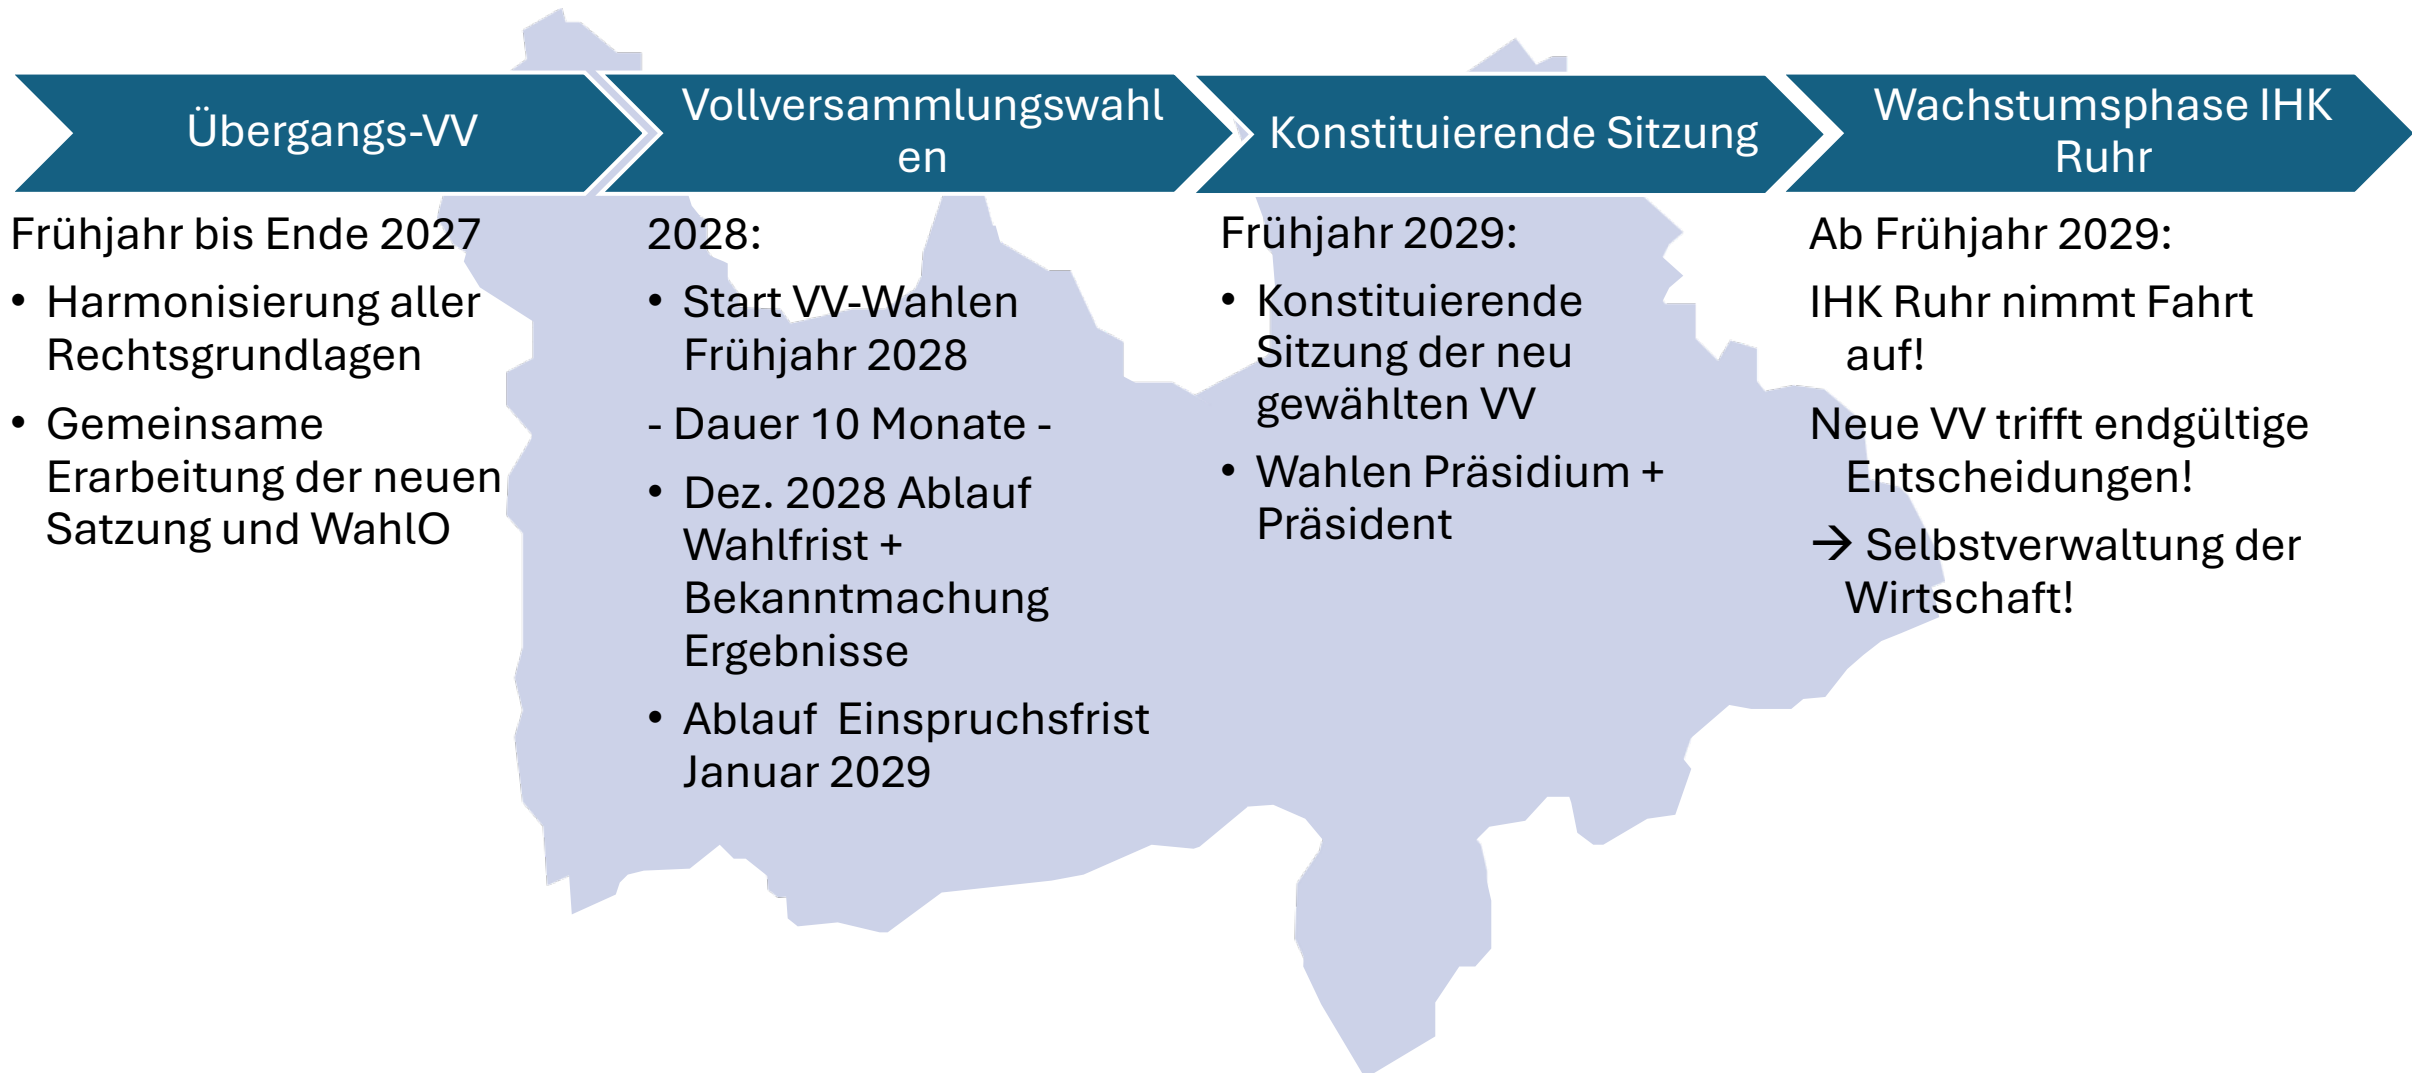 Übergangs-VV
Frühjahr bis Ende 2027
• Harmonisierung aller
Rechtsgrundlagen
• Gemeinsame
Erarbeitung der neuen
Satzung und WahlO
Vollversammlungswahl
en
2028:
• Start VV-Wahlen
Frühjahr 2028
- Dauer 10 Monate -
• Dez. 2028 Ablauf
Wahlfrist +
Bekanntmachung
Ergebnisse
• Ablauf Einspruchsfrist
Januar 2029
Konstituierende Sitzung
Frühjahr 2029:
• Konstituierende
Sitzung der neu
gewählten VV
• Wahlen Präsidium +
Präsident
Wachstumsphase IHK
Ruhr
Ab Frühjahr 2029:
IHK Ruhr nimmt Fahrt
auf!
Neue VV trifft endgültige
Entscheidungen!
→ Selbstverwaltung der
Wirtschaft!